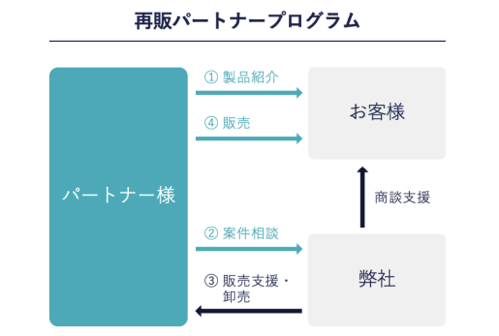 再販パートナープログラム
パートナー様
① 製品紹介
④ 販売
お客様
商談支援
② 案件相談
③ 販売支援・
卸売
弊社